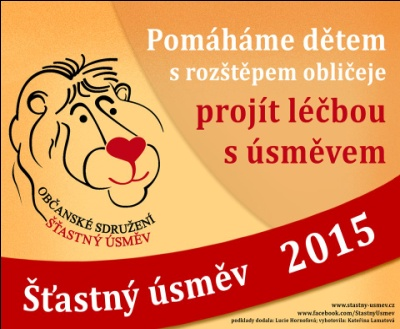 Pomáháme dětem
s rozštěpem obličeje
projít léčbou
s úsměvem
OBČANSKÉ SDRUŽENÍ
ŠŤASTNÝ ÚSMĚV
Šťastný úsměv 2015
www.stastny-usmev.cz
www.facebook.com/StastnyUsmev
podklady dodala: Lucie Hornofová; vyhotovila: Kateřina Lamatová